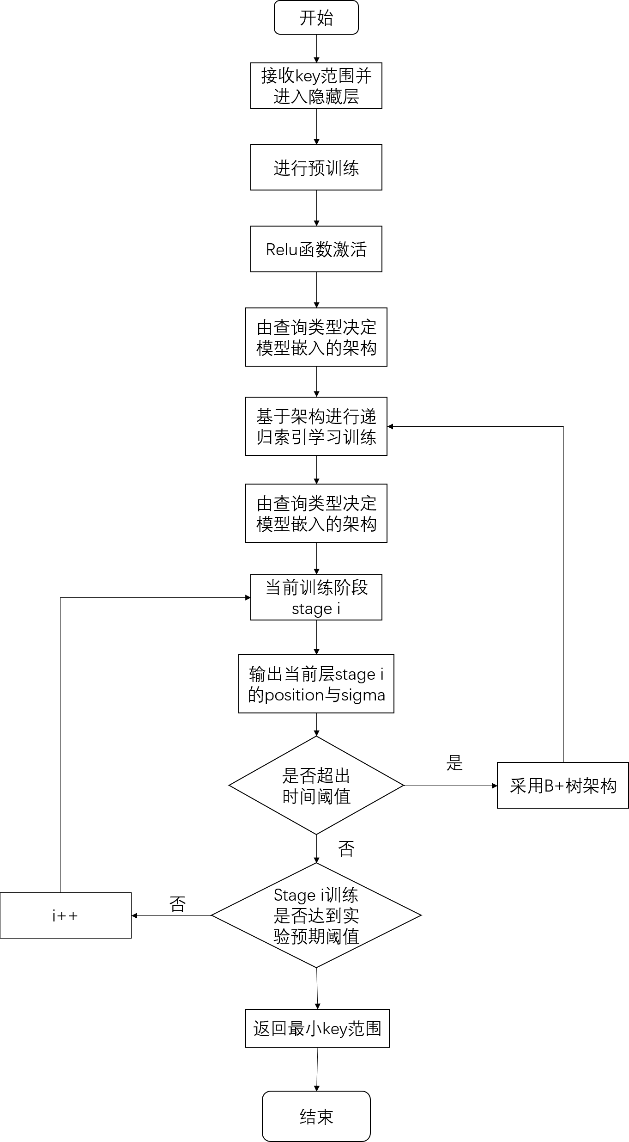 开始
接收key范围并
进入隐藏层
进行预训练
Relu函数激活
由查询类型决定
模型嵌入的架构
基于架构进行递
归索引学习训练
由查询类型决定
模型嵌入的架构
当前训练阶段
stage i
输出当前层stage i
的position与sigma
是否超出
时间阈值
是
采用B+树架构
否
Stage i训练
是否达到实
验预期阈值
否
i++
返回最小key范围
结束